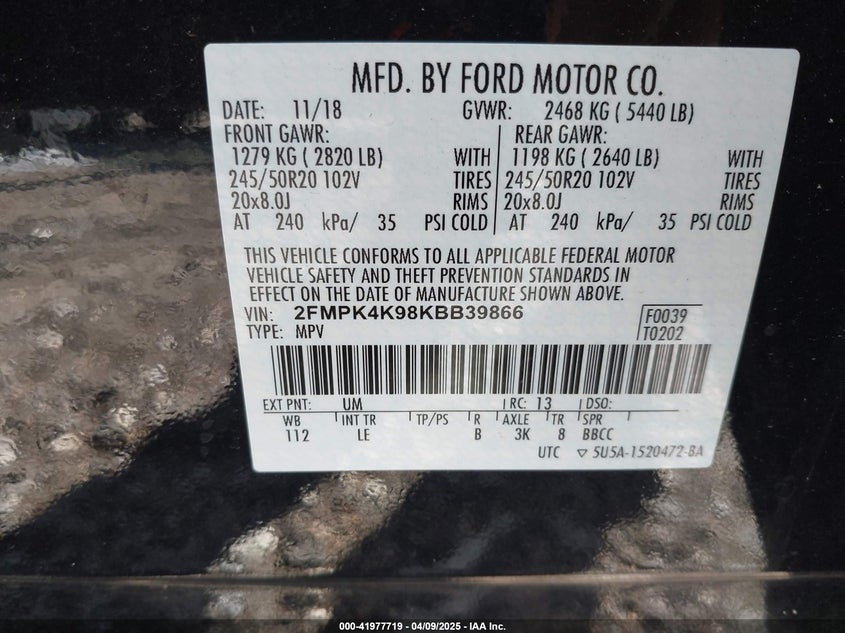 MFD. BY FORD MOTOR CO.
DATE: 11/18 GVWR: 2468 KG ( 5440 LB)
FRONT GAWR: REAR GAWR:
1279 KG ( 2820 LB) WITH 1198 KG ( 2640 LB) WITH
245/50R20 102V TIRES 245/50R20 102V TIRES
20x8.0J RIMS 20x8.0J RIMS
AT 240 kPa/ 35 PSI COLD AT 240 kPa/ 35 PSI COLD
THIS VEHICLE CONFORMS TO ALL APPLICABLE FEDERAL MOTOR
VEHICLE SAFETY AND THEFT PREVENTION STANDARDS IN
EFFECT ON THE DATE OF MANUFACTURE SHOWN ABOVE.
VIN: 2FMPK4K98KBB39866 F0039
TYPE: MPV T0202
EXT PNT: UM RC: 13 DSO:
WB INT TR TP/PS R AXLE TR SPR
112 LE B 3K 8 BBCC
UTC ▽ 5U5A-1520472-BA
000-41977719 - 04/09/2025 - IAA Inc.